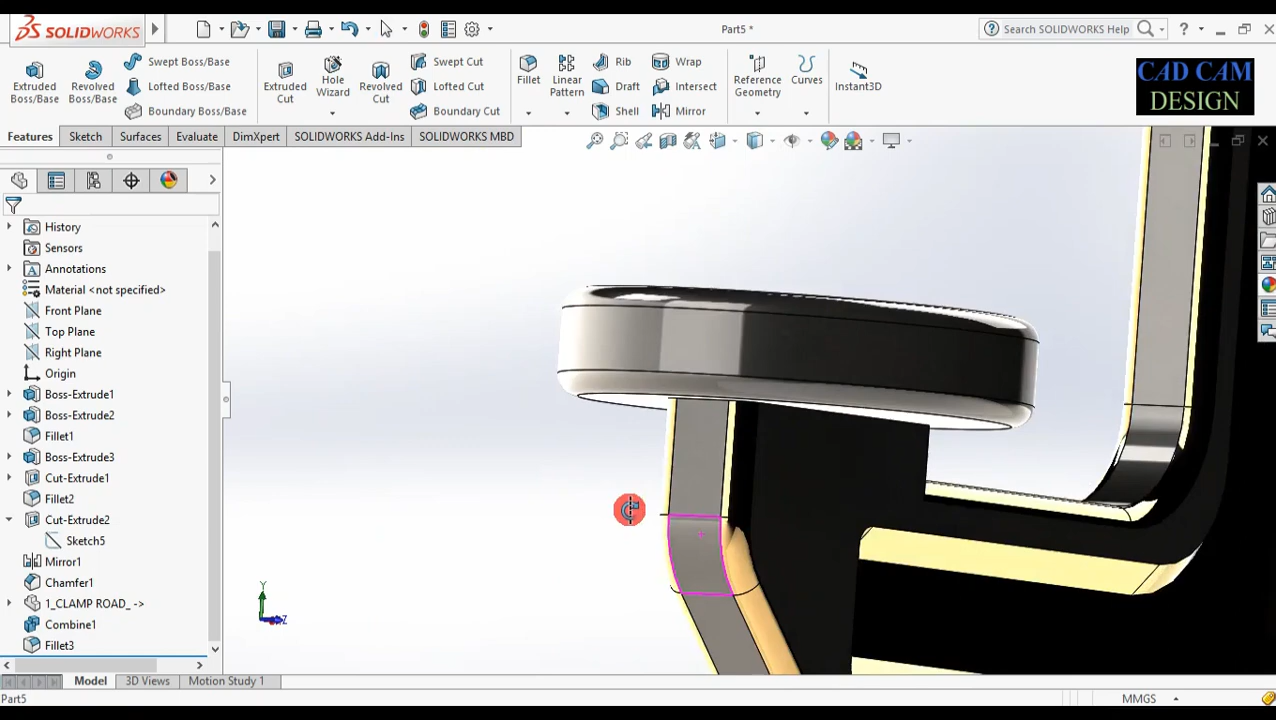 SOLIDWORKS
Part5 *
Search SOLIDWORKS Help
Extruded Boss/Base
Revolved Boss/Base
Swept Boss/Base
Lofted Boss/Base
Boundary Boss/Base
Extruded Cut
Hole Wizard
Revolved Cut
Swept Cut
Lofted Cut
Boundary Cut
Fillet
Linear Pattern
Rib
Draft
Shell
Wrap
Intersect
Mirror
Reference Geometry
Curves
Instant3D
CAD CAM
DESIGN
Features
Sketch
Surfaces
Evaluate
DimXpert
SOLIDWORKS Add-Ins
SOLIDWORKS MBD
History
Sensors
Annotations
Material <not specified>
Front Plane
Top Plane
Right Plane
Origin
Boss-Extrude1
Boss-Extrude2
Fillet1
Boss-Extrude3
Cut-Extrude1
Fillet2
Cut-Extrude2
Sketch5
Mirror1
Chamfer1
1_CLAMP ROAD_ ->
Combine1
Fillet3
Y
Z
Model
3D Views
Motion Study 1
Part5
MMGS